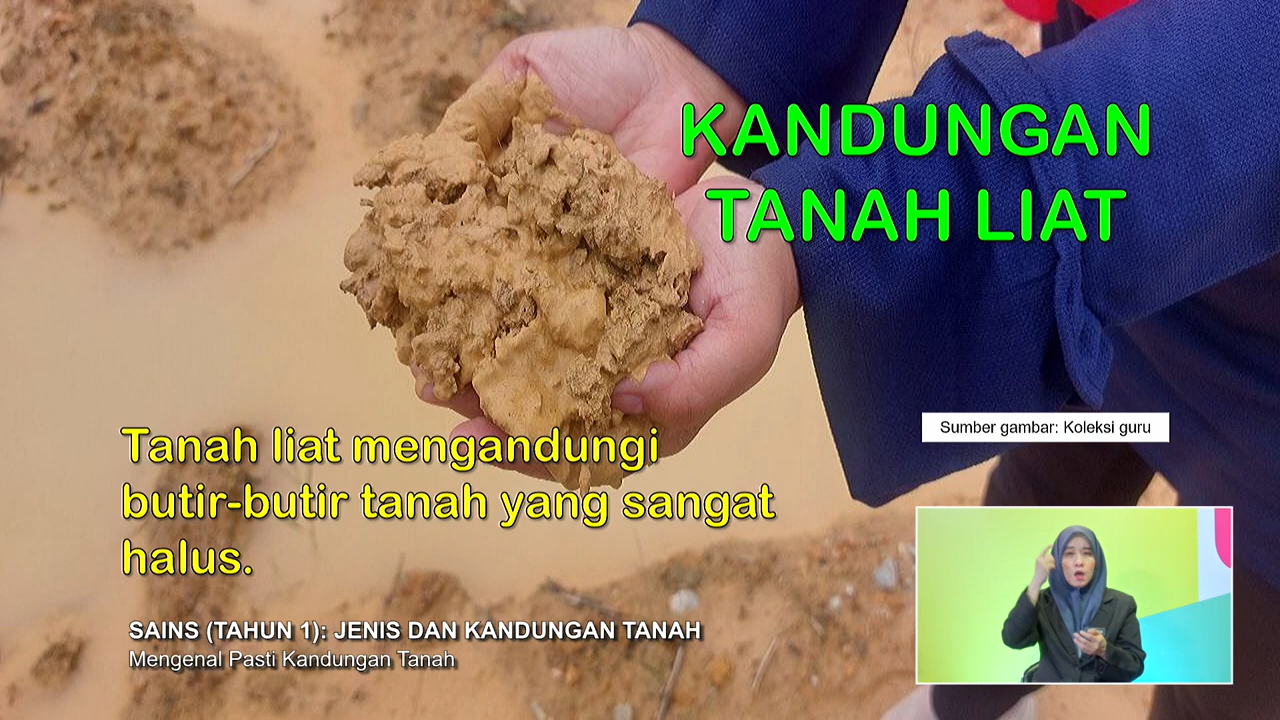 KANDUNGAN
TANAH LIAT
Tanah liat mengandungi
butir-butir tanah yang sangat
halus.
Sumber gambar: Koleksi guru
SAINS (TAHUN 1): JENIS DAN KANDUNGAN TANAH
Mengenal Pasti Kandungan Tanah